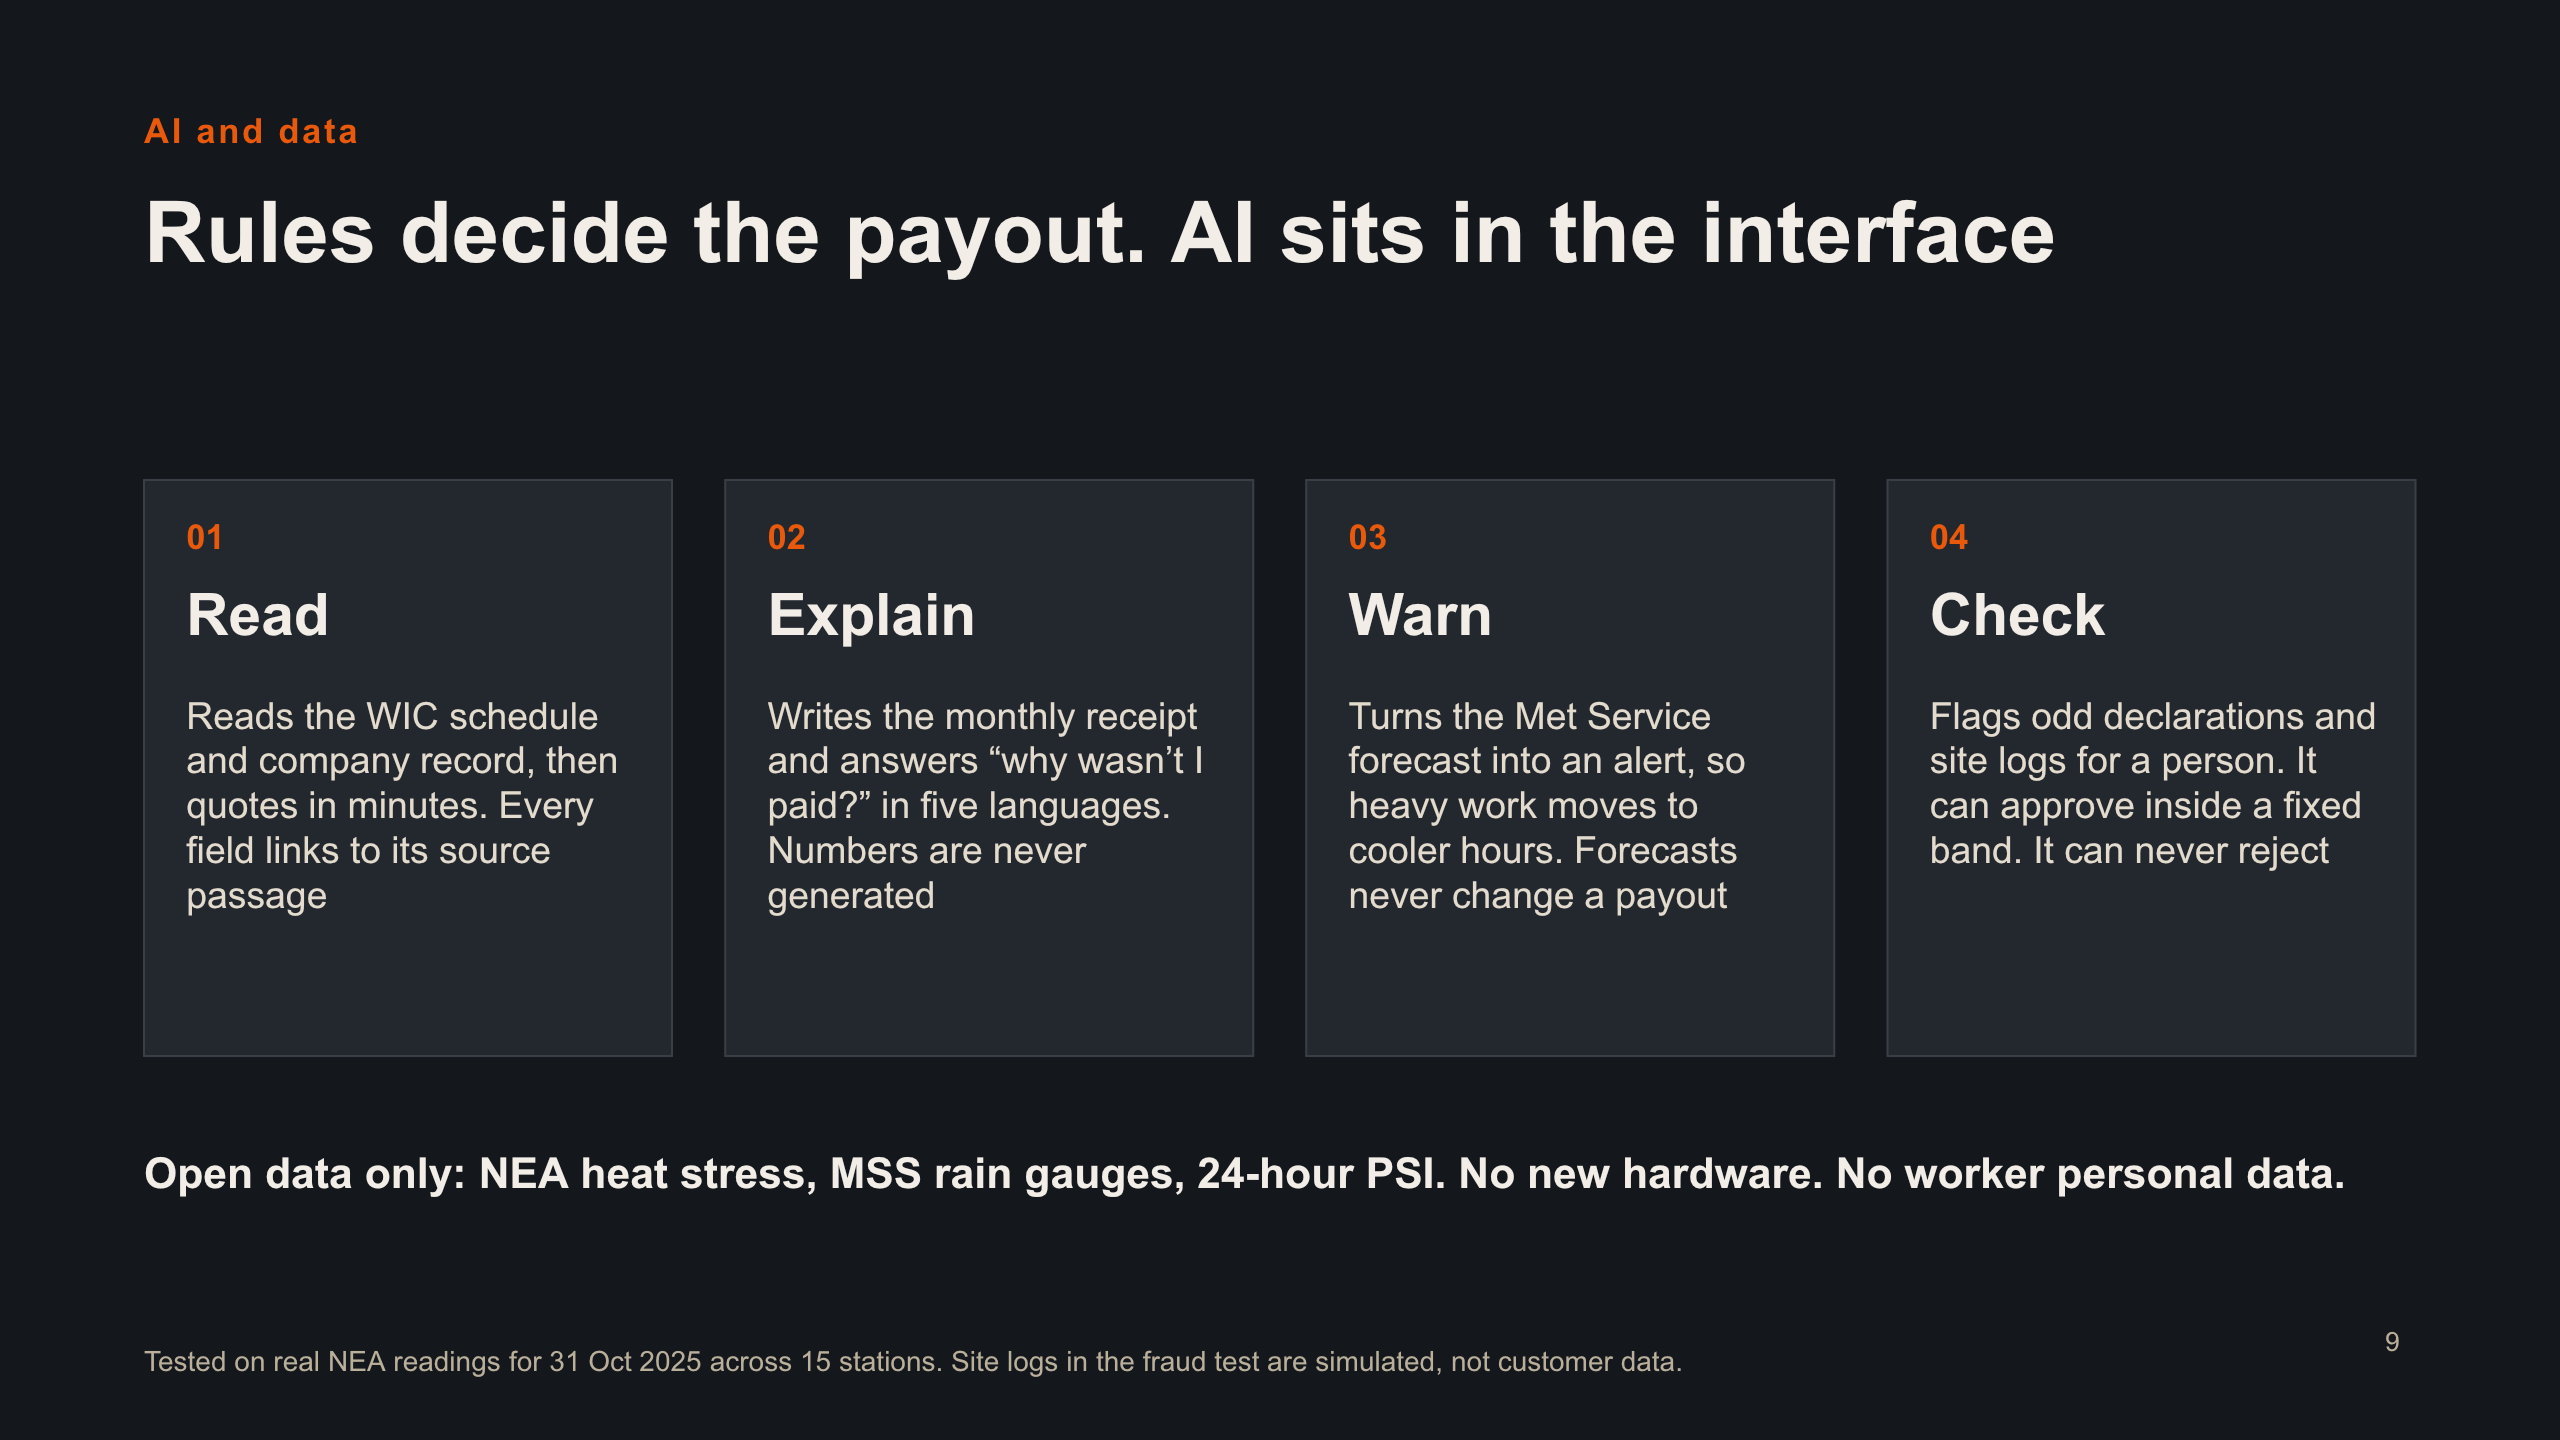 AI and data
Rules decide the payout. AI sits in the interface
01
Read
Reads the WIC schedule
and company record, then
quotes in minutes. Every
field links to its source
passage
02
Explain
Writes the monthly receipt
and answers “why wasn’t I
paid?” in five languages.
Numbers are never
generated
03
Warn
Turns the Met Service
forecast into an alert, so
heavy work moves to
cooler hours. Forecasts
never change a payout
04
Check
Flags odd declarations and
site logs for a person. It
can approve inside a fixed
band. It can never reject
Open data only: NEA heat stress, MSS rain gauges, 24-hour PSI. No new hardware. No worker personal data.
Tested on real NEA readings for 31 Oct 2025 across 15 stations. Site logs in the fraud test are simulated, not customer data.
9